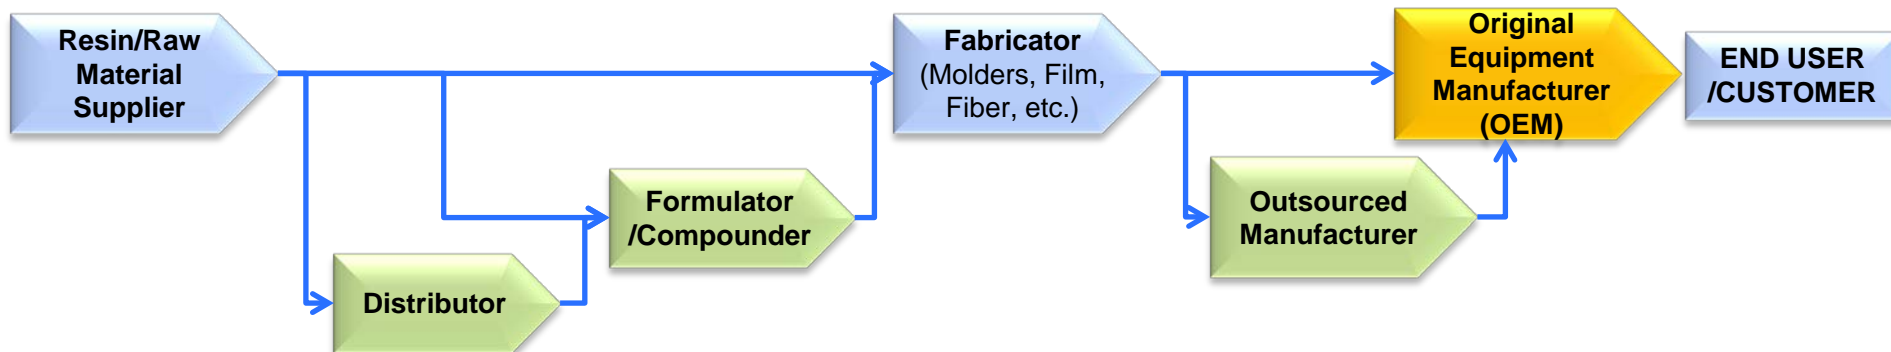 Resin/Raw
Material
Supplier
Fabricator
(Molders, Film,
Fiber, etc.)
Original
Equipment
Manufacturer
(OEM)
END USER
/CUSTOMER
Formulator
/Compounder
Outsourced
Manufacturer
Distributor